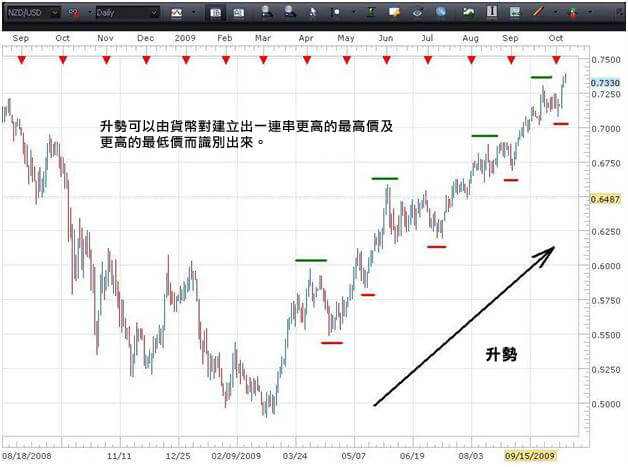 NZD/USD Daily
Sep Oct Nov Dec 2009 Feb Mar Apr May Jun Jul Aug Sep Oct
升勢可以由貨幣對建立出一連串更高的最高價及
更高的最低價而識別出來。
0.7500
0.7330
0.7250
0.7000
0.6750
0.6487
0.6250
0.6000
0.5750
0.5500
0.5250
0.5000
升勢
08/18/2008 11/11 12/25 02/09/2009 03/24 05/07 06/19 08/03 09/15/2009